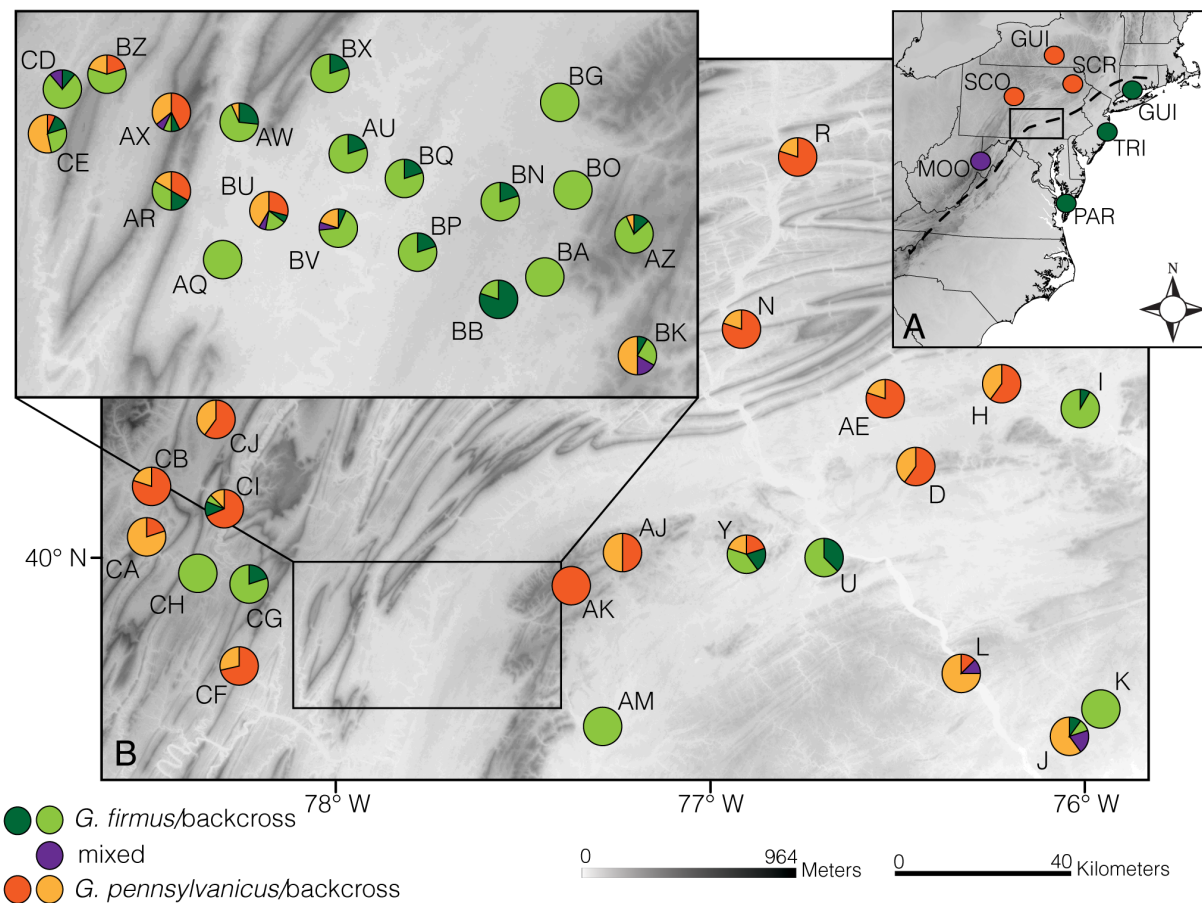 CD
BZ
BX
BG
AX
AW
AU
CE
BQ
BN
BO
AR
BU
BP
BV
AZ
AQ
BA
BB
BK
GUI
SCR
SCO
GUI
TRI
MOO
PAR
A
N
R
N
AE
H
I
D
CJ
CB
CI
CA
CH
CG
CF
AJ
AK
Y
U
AM
L
K
J
B
40° N
78° W
77° W
76° W
G. firmus/backcross
mixed
G. pennsylvanicus/backcross
0 964 Meters
0 40 Kilometers